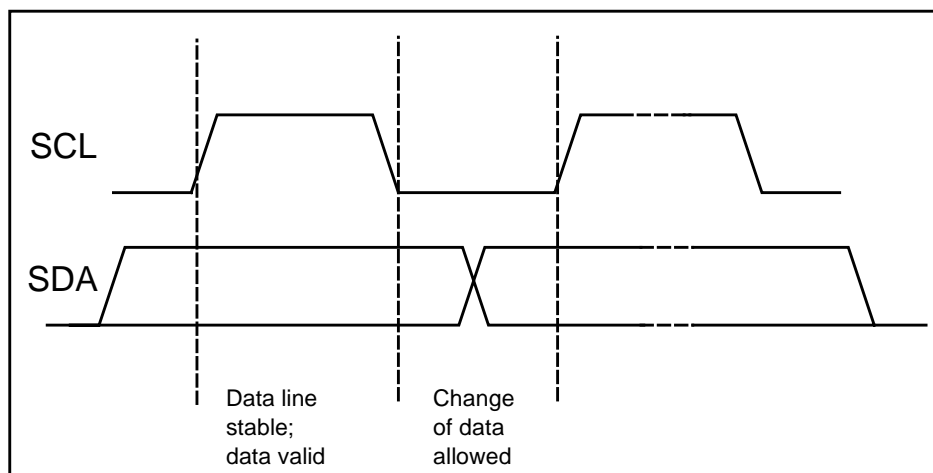 SCL
SDA
Data line
stable;
data valid
Change
of data
allowed